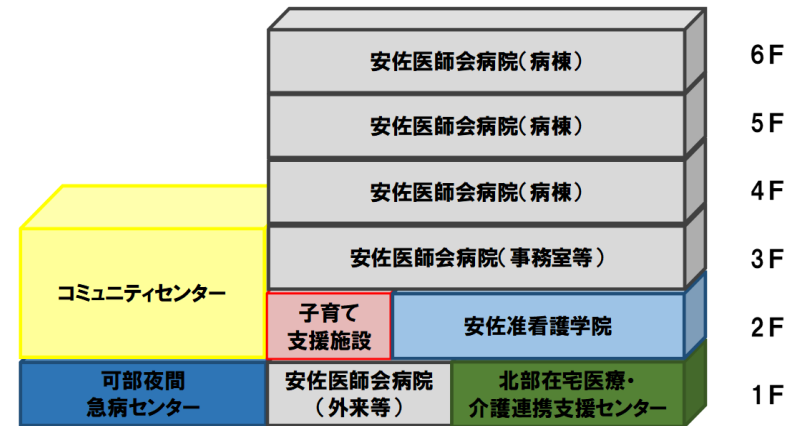 安佐医師会病院(病棟)
6F
安佐医師会病院(病棟)
5F
安佐医師会病院(病棟)
4F
安佐医師会病院(事務室等)
3F
コミュニティセンター
子育て
支援施設
安佐准看護学院
2F
可部夜間
急病センター
安佐医師会病院
(外来等)
北部在宅医療・
介護連携支援センター
1F